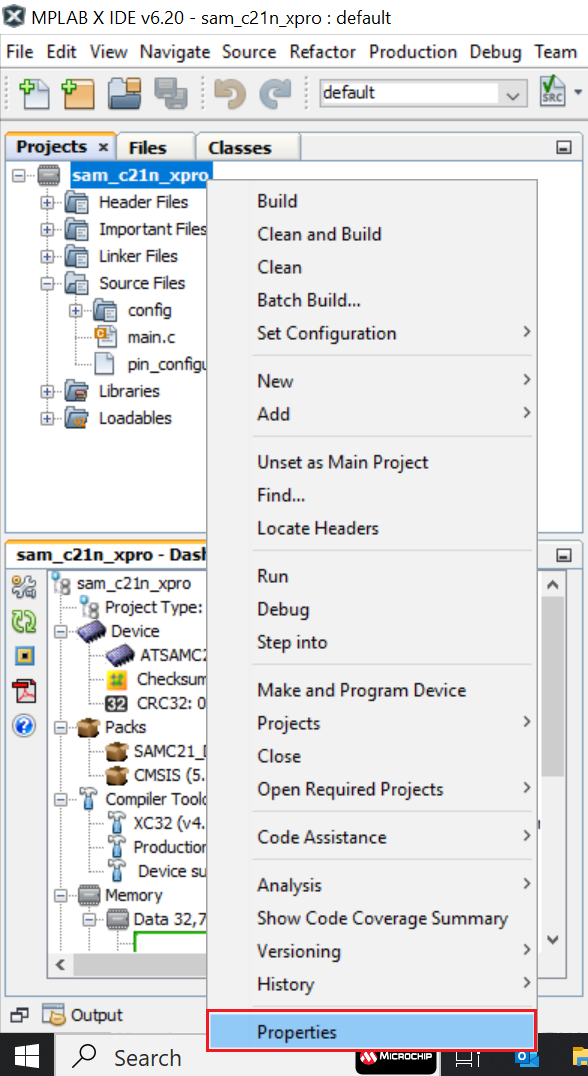 MPLAB X IDE v6.20 - sam_c21n_xpro : default
File Edit View Navigate Source Refactor Production Debug Team
default
SRC
Projects × Files Classes
sam_c21n_xpro
Header Files
Important Files
Linker Files
Source Files
config
main.c
pin_configu
Libraries
Loadables
Build
Clean and Build
Clean
Batch Build...
Set Configuration
New
Add
Unset as Main Project
Find...
Locate Headers
Run
Debug
Step into
Make and Program Device
Projects
Close
Open Required Projects
Code Assistance
Analysis
Show Code Coverage Summary
Versioning
History
Properties
sam_c21n_xpro - Dash
sam_c21n_xpro
Project Type:
Device
ATSAMC2
Checksum
32 CRC32: 0
Packs
SAMC21_D
CMSIS (5.
Compiler Toolc
XC32 (v4.
Production
Device su
Memory
Data 32,7
Output
Search
MICROCHIP